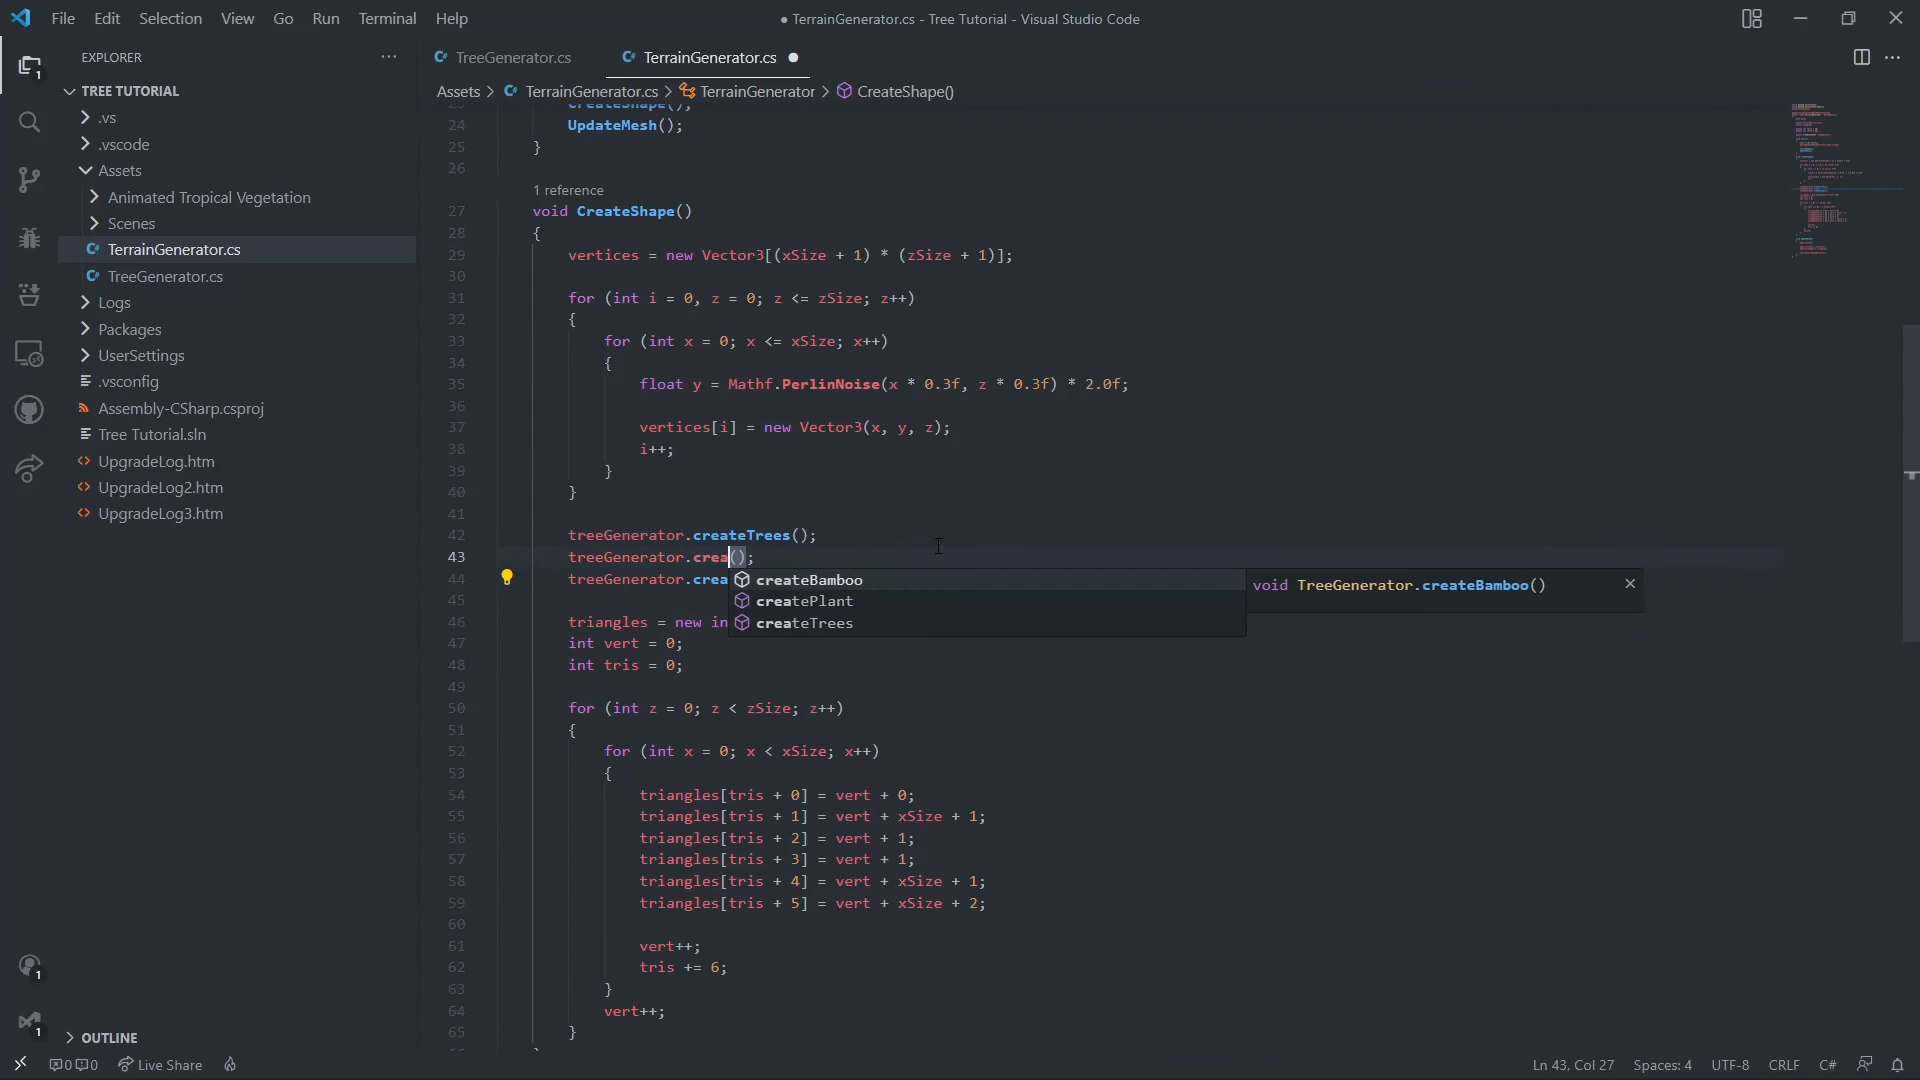 File Edit Selection View Go Run Terminal Help
● TerrainGenerator.cs - Tree Tutorial - Visual Studio Code
EXPLORER
TREE TUTORIAL
.vs
.vscode
Assets
Animated Tropical Vegetation
Scenes
TerrainGenerator.cs
TreeGenerator.cs
Logs
Packages
UserSettings
.vsconfig
Assembly-CSharp.csproj
Tree Tutorial.sln
UpgradeLog.htm
UpgradeLog2.htm
UpgradeLog3.htm
OUTLINE
1
1
1
TreeGenerator.cs
TerrainGenerator.cs
Assets > TerrainGenerator.cs > TerrainGenerator > CreateShape()
23 CreateShape();
24 UpdateMesh();
25 }
26
1 reference
27 void CreateShape()
28 {
29 vertices = new Vector3[(xSize + 1) * (zSize + 1)];
30
31 for (int i = 0, z = 0; z <= zSize; z++)
32 {
33 for (int x = 0; x <= xSize; x++)
34 {
35 float y = Mathf.PerlinNoise(x * 0.3f, z * 0.3f) * 2.0f;
36
37 vertices[i] = new Vector3(x, y, z);
38 i++;
39 }
40 }
41
42 treeGenerator.createTrees();
43 treeGenerator.crea();
44 treeGenerator.crea
createBamboo
createPlant
createTrees
void TreeGenerator.createBamboo()
45
46 triangles = new in
47 int vert = 0;
48 int tris = 0;
49
50 for (int z = 0; z < zSize; z++)
51 {
52 for (int x = 0; x < xSize; x++)
53 {
54 triangles[tris + 0] = vert + 0;
55 triangles[tris + 1] = vert + xSize + 1;
56 triangles[tris + 2] = vert + 1;
57 triangles[tris + 3] = vert + 1;
58 triangles[tris + 4] = vert + xSize + 1;
59 triangles[tris + 5] = vert + xSize + 2;
60
61 vert++;
62 tris += 6;
63 }
64 vert++;
65 }
0 0 Live Share
Ln 43, Col 27 Spaces: 4 UTF-8 CRLF C#